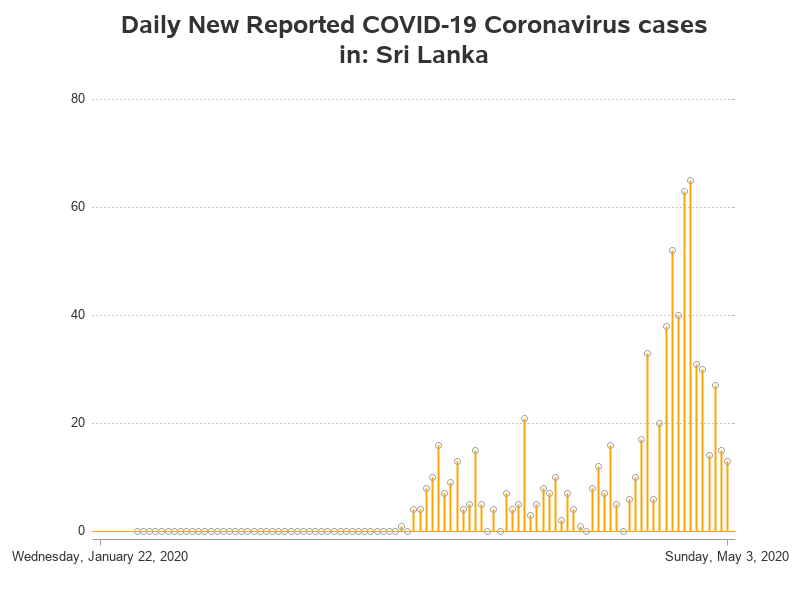 Daily New Reported COVID-19 Coronavirus cases
in: Sri Lanka
80
60
40
20
0
Wednesday, January 22, 2020
Sunday, May 3, 2020